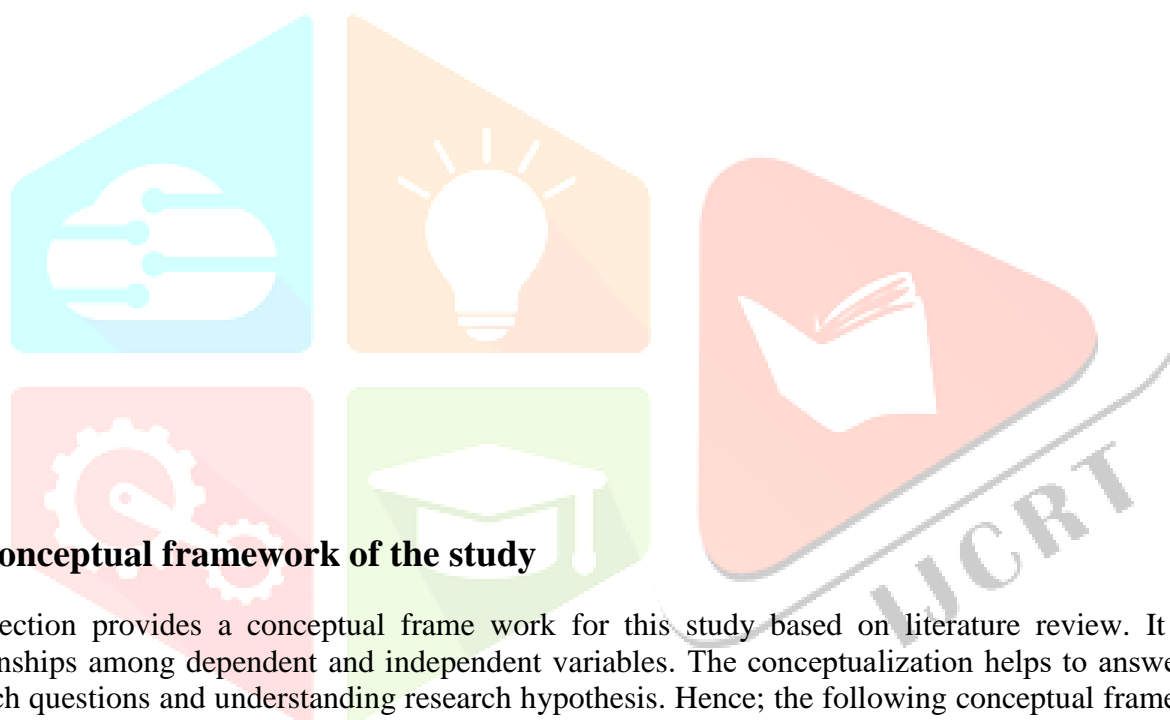 onceptual framework of the study
ection provides a conceptual frame work for this study based on literature review. It
nships among dependent and independent variables. The conceptualization helps to answe
ch questions and understanding research hypothesis. Hence; the following conceptual frame
IJCRT